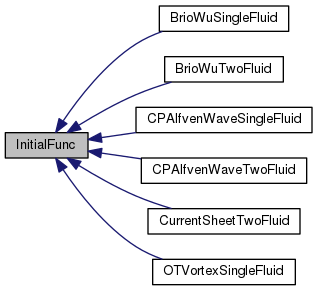 BrioWuSingleFluid
BrioWuTwoFluid
CPAlfvenWaveSingleFluid
InitialFunc
CPAlfvenWaveTwoFluid
CurrentSheetTwoFluid
OTVortexSingleFluid